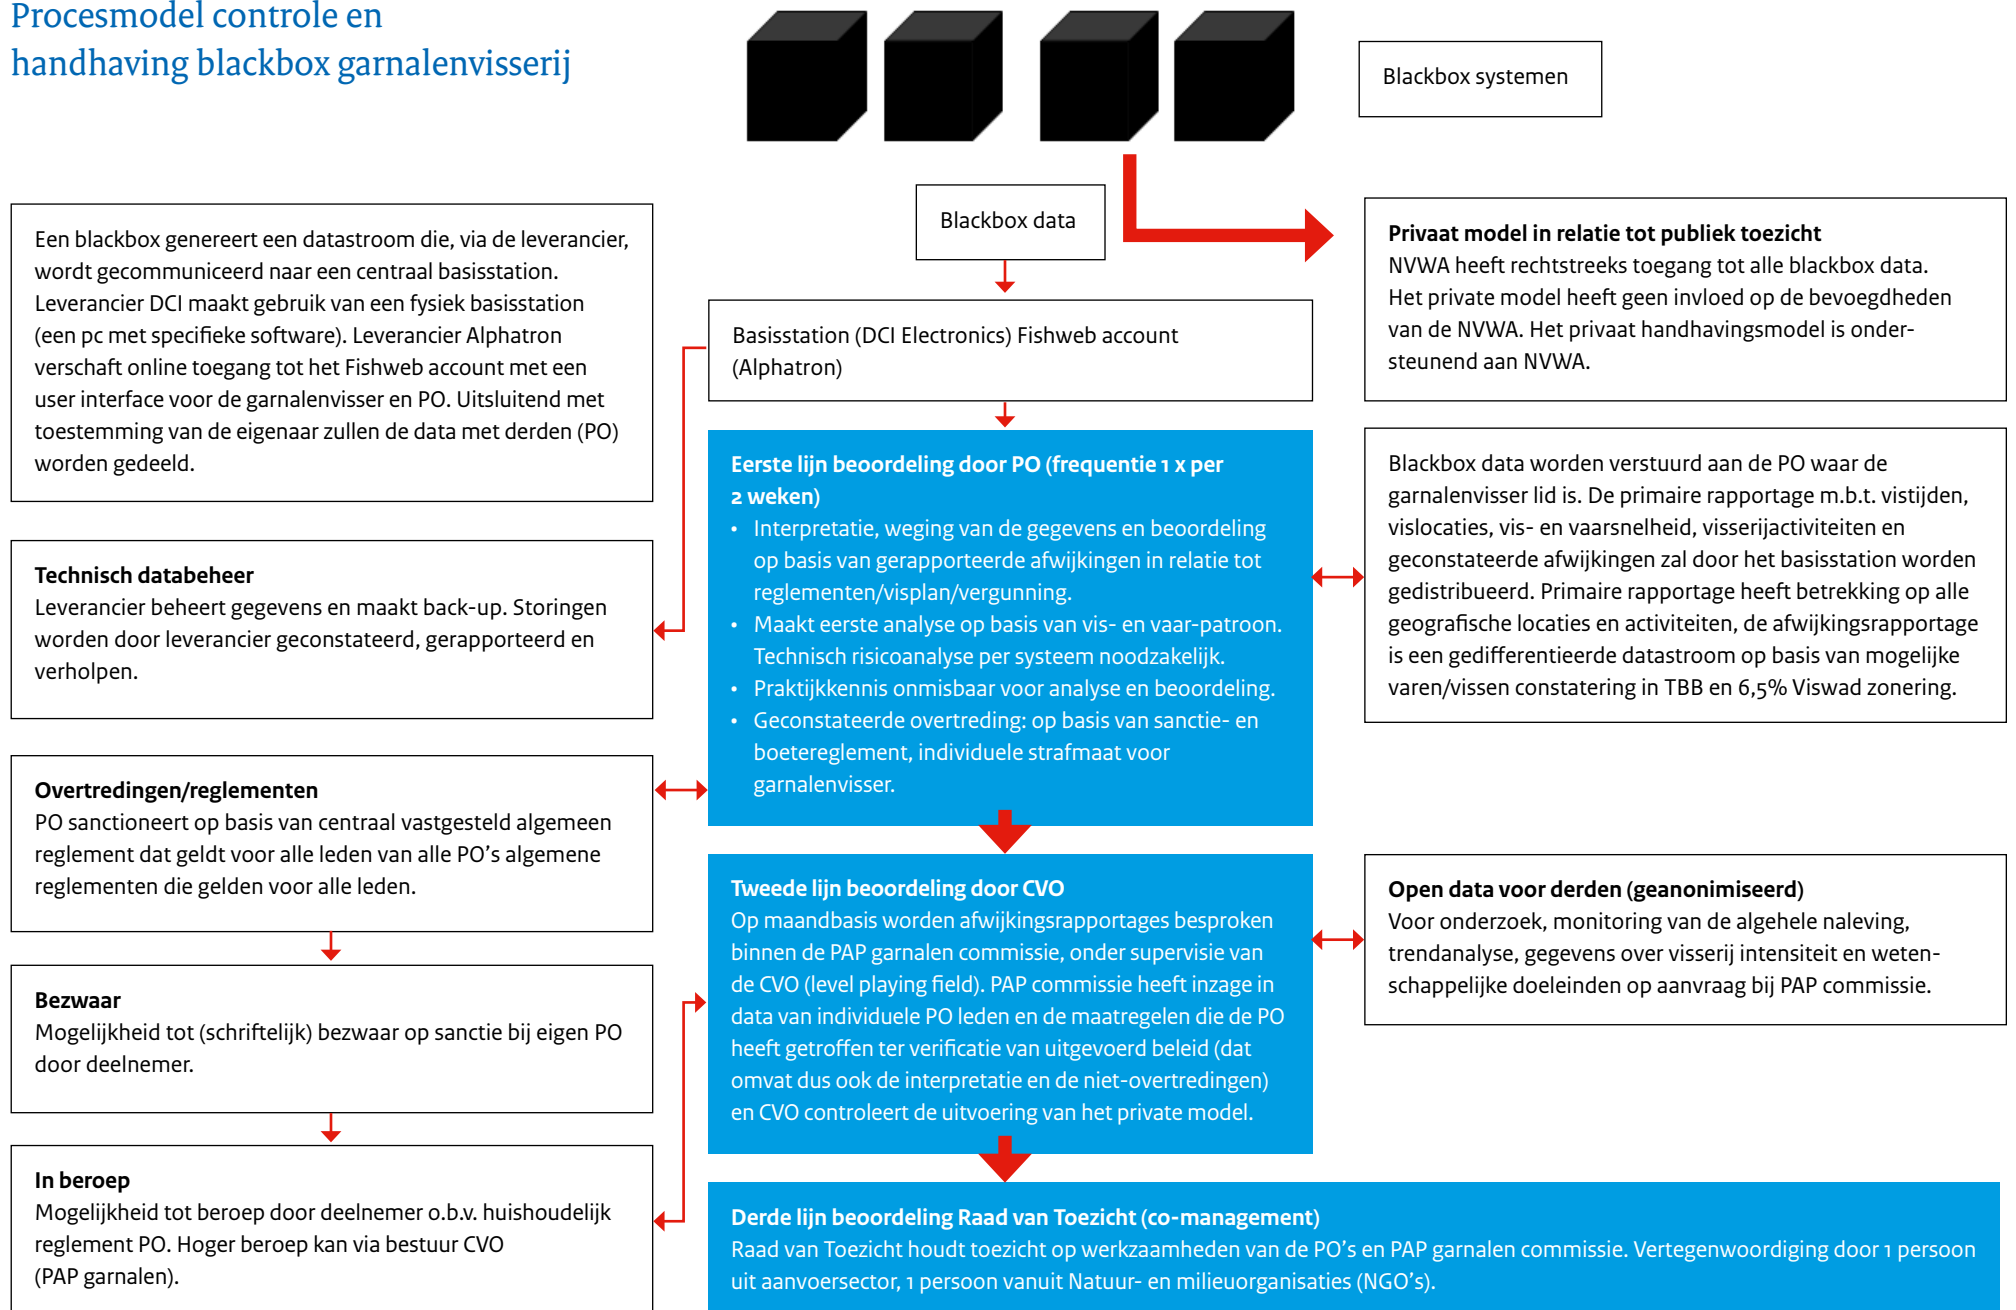 Procesmodel controle en
handhaving blackbox garnalenvisserij
Blackbox systemen
Blackbox data
Een blackbox genereert een datastroom die, via de leverancier,
wordt gecommuniceerd naar een centraal basisstation.
Leverancier DCI maakt gebruik van een fysiek basisstation
(een pc met specifieke software). Leverancier Alphatron
verschaft online toegang tot het Fishweb account met een
user interface voor de garnalenvisser en PO. Uitsluitend met
toestemming van de eigenaar zullen de data met derden (PO)
worden gedeeld.
Privaat model in relatie tot publiek toezicht
NVWA heeft rechtstreeks toegang tot alle blackbox data.
Het private model heeft geen invloed op de bevoegdheden
van de NVWA. Het privaat handhavingsmodel is onder-
steunend aan NVWA.
Basisstation (DCI Electronics) Fishweb account
(Alphatron)
Eerste lijn beoordeling door PO (frequentie 1 x per
2 weken)
• Interpretatie, weging van de gegevens en beoordeling
op basis van gerapporteerde afwijkingen in relatie tot
reglementen/visplan/vergunning.
• Maakt eerste analyse op basis van vis- en vaar-patroon.
Technisch risicoanalyse per systeem noodzakelijk.
• Praktijkkennis onmisbaar voor analyse en beoordeling.
• Geconstateerde overtreding: op basis van sanctie- en
boetereglement, individuele strafmaat voor
garnalenvisser.
Blackbox data worden verstuurd aan de PO waar de
garnalenvisser lid is. De primaire rapportage m.b.t. vistijden,
vislocaties, vis- en vaarsnelheid, visserijactiviteiten en
geconstateerde afwijkingen zal door het basisstation worden
gedistribueerd. Primaire rapportage heeft betrekking op alle
geografische locaties en activiteiten, de afwijkingsrapportage
is een gedifferentieerde datastroom op basis van mogelijke
varen/vissen constatering in TBB en 6,5% Viswad zonering.
Technisch databeheer
Leverancier beheert gegevens en maakt back-up. Storingen
worden door leverancier geconstateerd, gerapporteerd en
verholpen.
Overtredingen/reglementen
PO sanctioneert op basis van centraal vastgesteld algemeen
reglement dat geldt voor alle leden van alle PO’s algemene
reglementen die gelden voor alle leden.
Tweede lijn beoordeling door CVO
Op maandbasis worden afwijkingsrapportages besproken
binnen de PAP garnalen commissie, onder supervisie van
de CVO (level playing field). PAP commissie heeft inzage in
data van individuele PO leden en de maatregelen die de PO
heeft getroffen ter verificatie van uitgevoerd beleid (dat
omvat dus ook de interpretatie en de niet-overtredingen)
en CVO controleert de uitvoering van het private model.
Open data voor derden (geanonimiseerd)
Voor onderzoek, monitoring van de algehele naleving,
trendanalyse, gegevens over visserij intensiteit en weten-
schappelijke doeleinden op aanvraag bij PAP commissie.
Bezwaar
Mogelijkheid tot (schriftelijk) bezwaar op sanctie bij eigen PO
door deelnemer.
In beroep
Mogelijkheid tot beroep door deelnemer o.b.v. huishoudelijk
reglement PO. Hoger beroep kan via bestuur CVO
(PAP garnalen).
Derde lijn beoordeling Raad van Toezicht (co-management)
Raad van Toezicht houdt toezicht op werkzaamheden van de PO’s en PAP garnalen commissie. Vertegenwoordiging door 1 persoon
uit aanvoersector, 1 persoon vanuit Natuur- en milieuorganisaties (NGO’s).